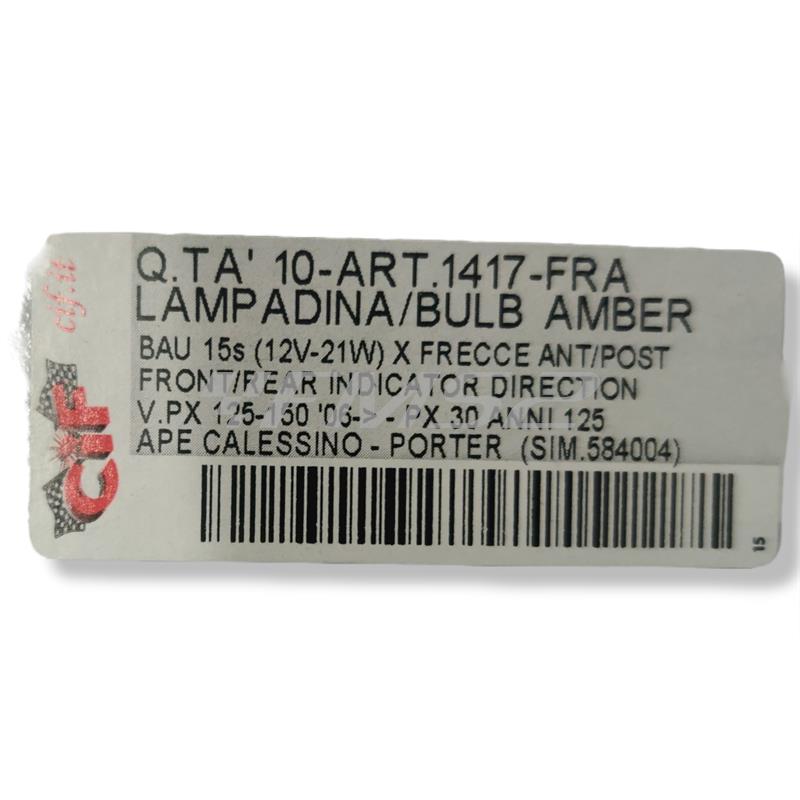 cif.it
CIF
Q.TA' 10-ART.1417-FRA
LAMPADINA/BULB AMBER
BAU 15s (12V-21W) X FRECCE ANT/POST
FRONT/REAR INDICATOR DIRECTION
V.PX 125-150 '06-> - PX 30 ANNI 125
APE CALESSINO - PORTER (SIM.584004)
15